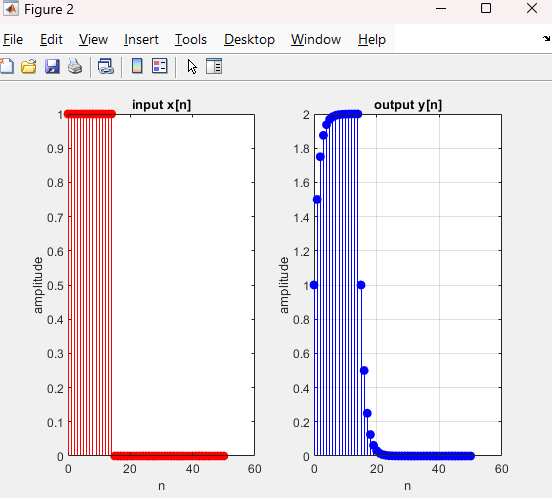 Figure 2
File Edit View Insert Tools Desktop Window Help
input x[n]
1
0.9
0.8
0.7
0.6
0.5
0.4
0.3
0.2
0.1
0
amplitude
0 20 40 60
n
output y[n]
2
1.8
1.6
1.4
1.2
1
0.8
0.6
0.4
0.2
0
amplitude
0 20 40 60
n